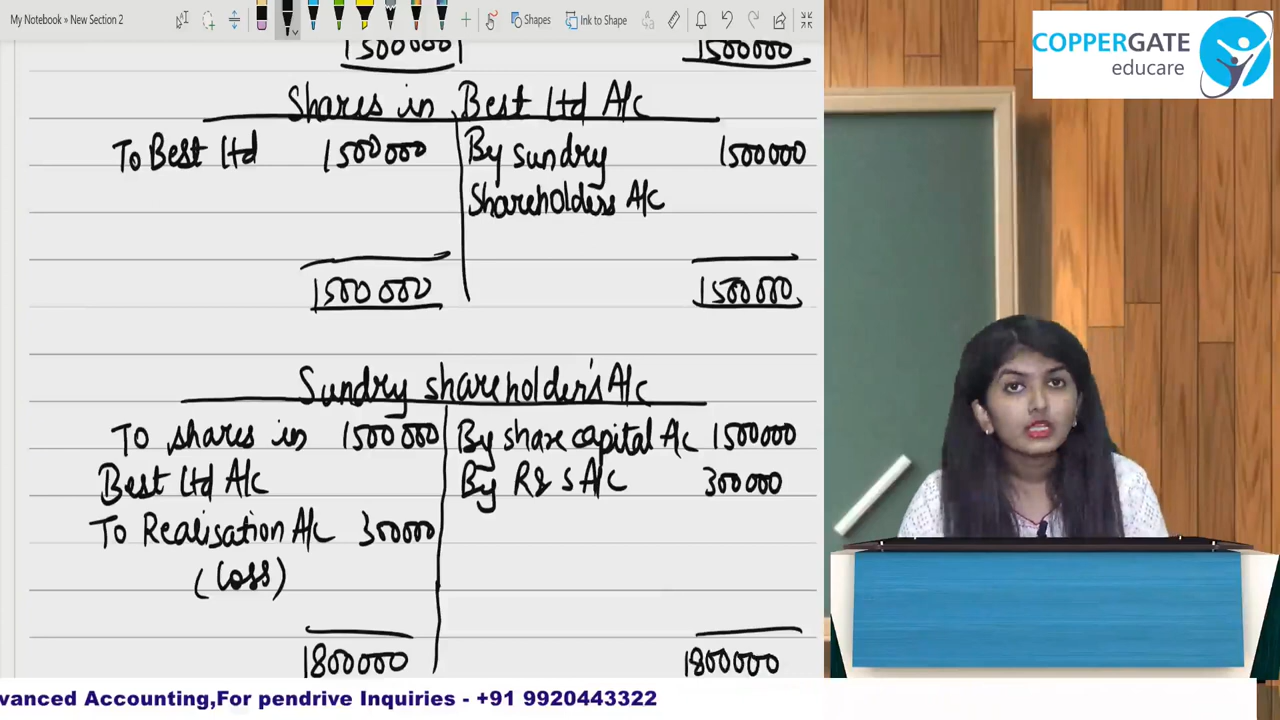 My Notebook » New Section 2
Shapes
Ink to Shape
COPPERGATE
educare
1500000 1500000
Shares in Best Ltd A/c
To Best Ltd 1500000 By Sundry 1500000
Shareholders A/c
1500000 1500000
Sundry shareholder's A/c
To shares in 1500000 By share capital Ac 1500000
Best Ltd A/c By R&S A/c 300000
To Realisation A/c 300000
(Loss)
1800000 1800000
vanced Accounting,For pendrive Inquiries - +91 9920443322